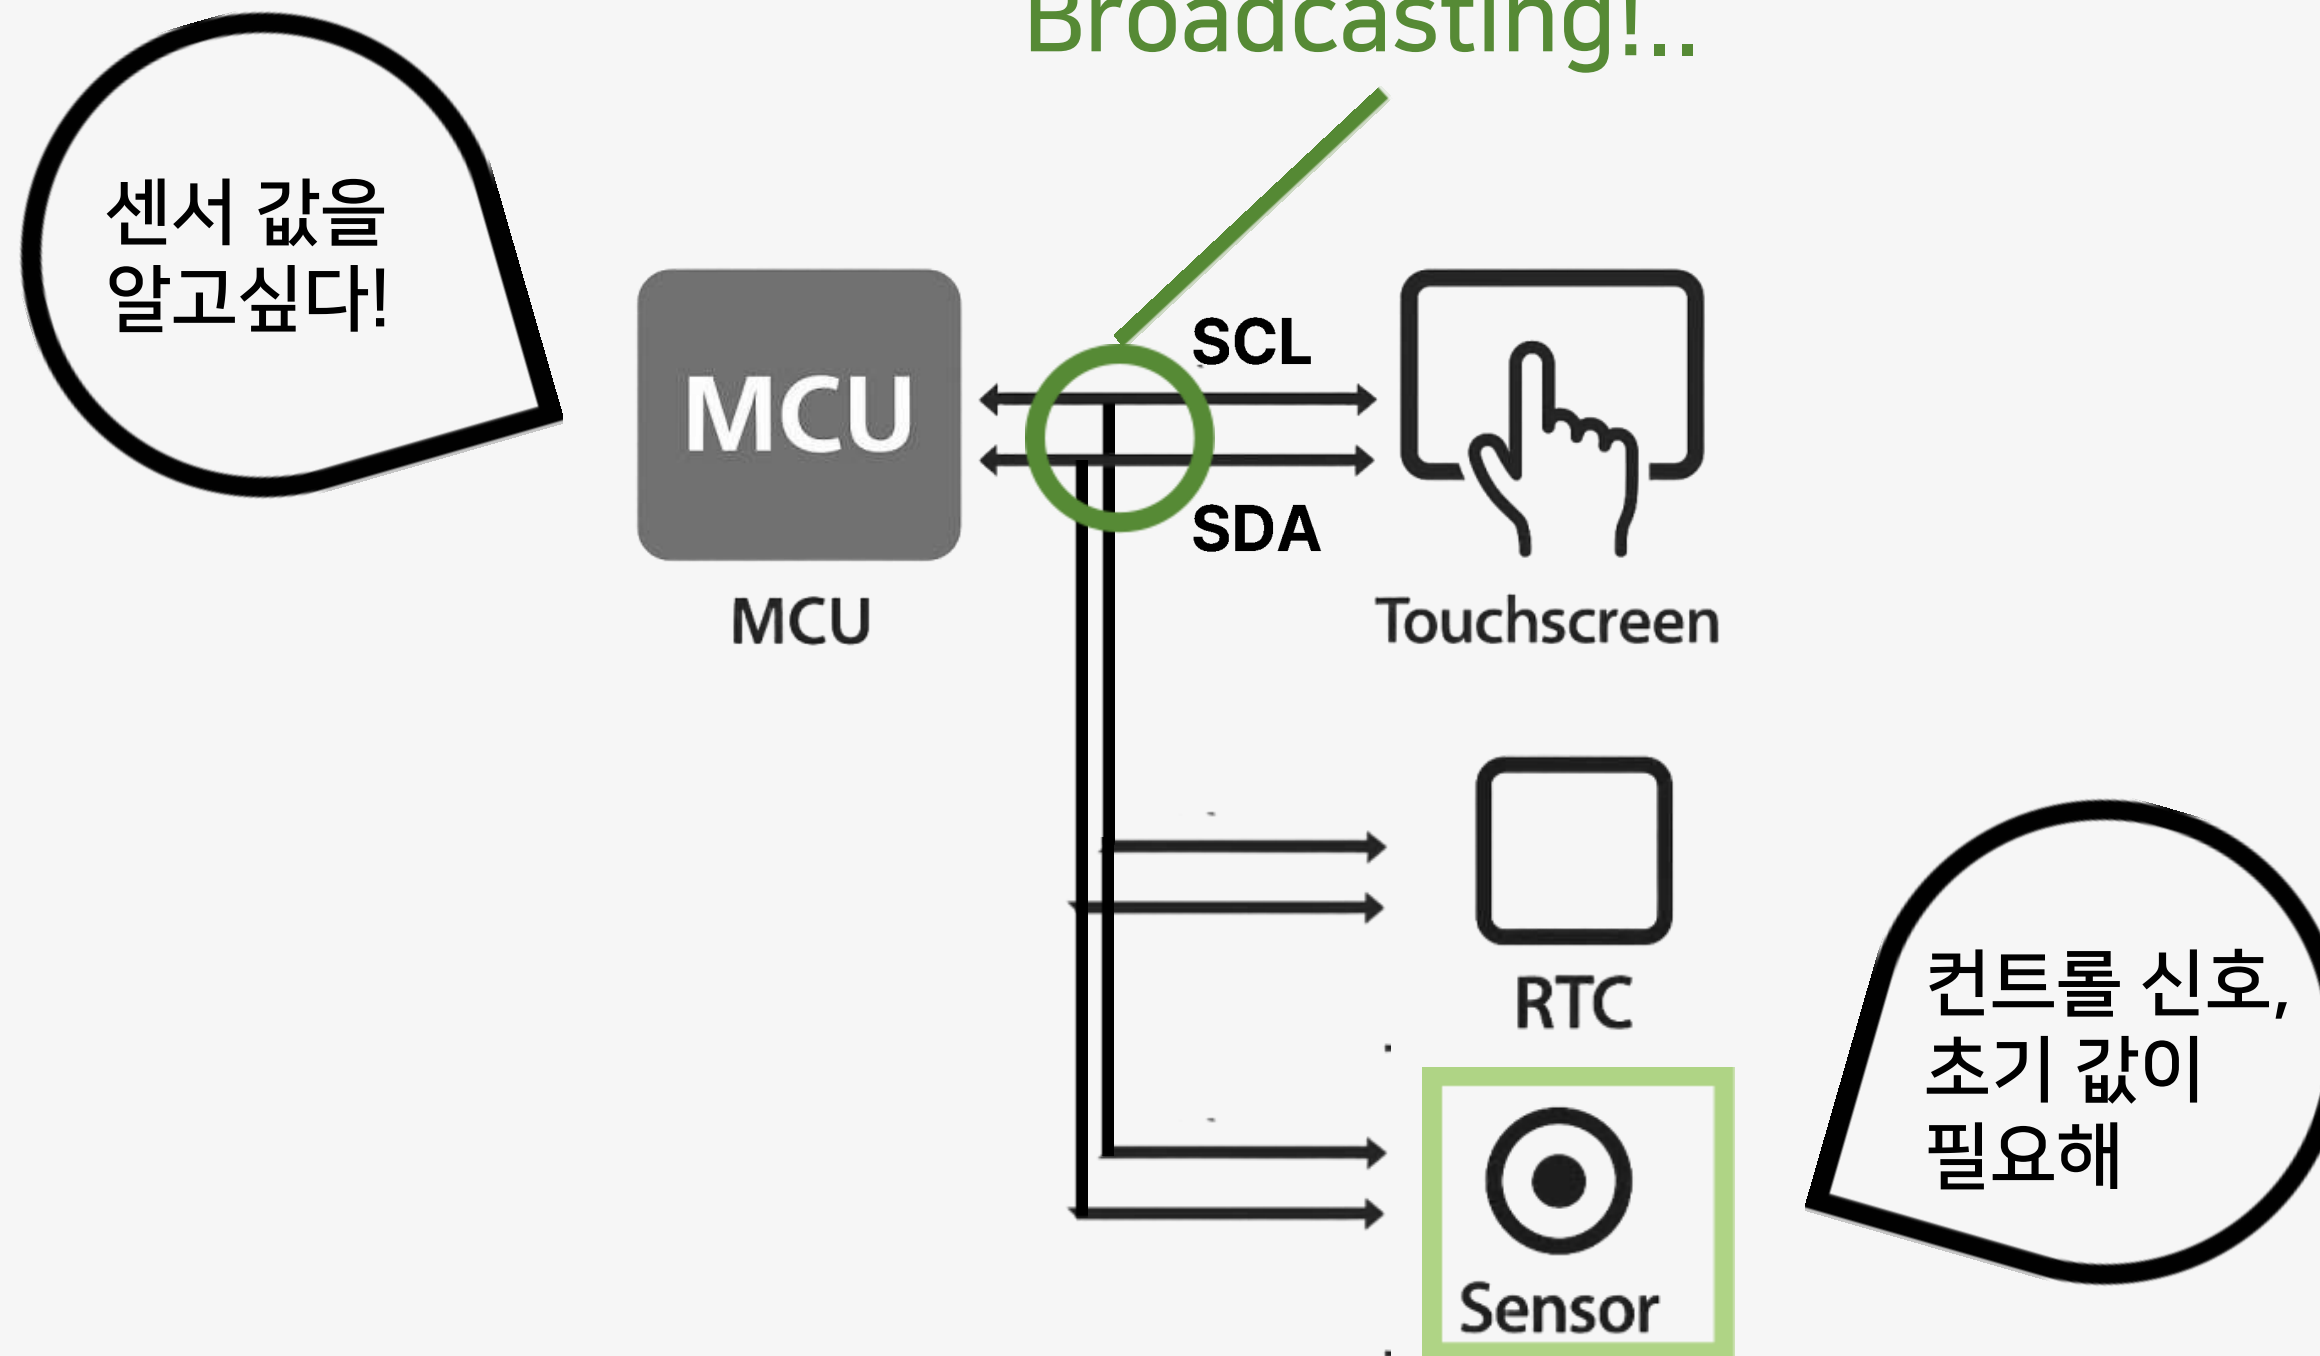 Broadcasting!..
센서 값을
알고싶다!
SCL
MCU
SDA
MCU
Touchscreen
RTC
컨트롤 신호,
초기 값이
필요해
Sensor